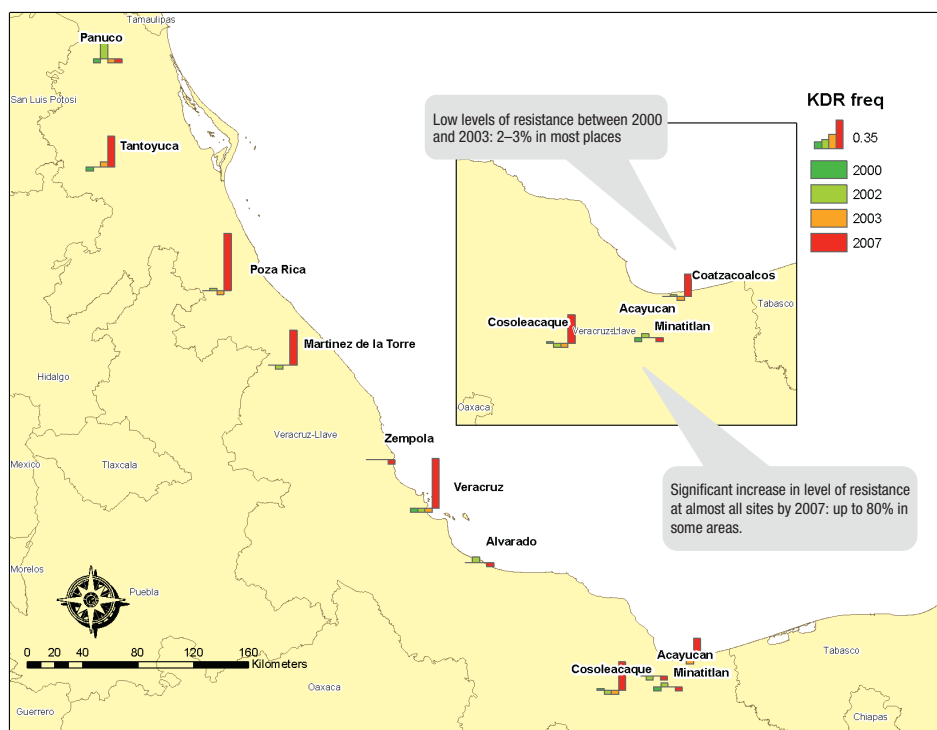 Tamaulipas
Panuco
San Luis Potosi
Tantoyuca
Poza Rica
Martinez de la Torre
Hidalgo
Zempola
Veracruz-Llave
Mexico
Tlaxcala
Veracruz
Alvarado
Morelos
Puebla
0 20 40 80 120 160
Kilometers
Oaxaca
Guerrero
Cosoleacaque
Acayucan
Minatitlan
Tabasco
Chiapas
Low levels of resistance between 2000
and 2003: 2–3% in most places
Coatzacoalcos
Tabasco
Acayucan
Minatitlan
Cosoleacaque
Veracruz-Llave
Oaxaca
Significant increase in level of resistance
at almost all sites by 2007: up to 80% in
some areas.
KDR freq
0.35
2000
2002
2003
2007